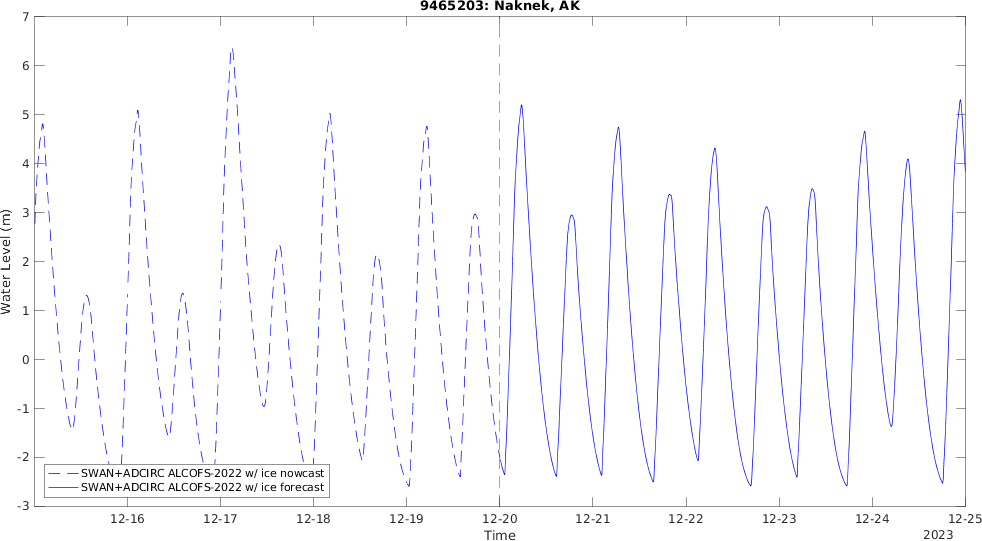 9465203: Naknek, AK
7
6
5
4
3
2
1
0
-1
-2
-3
Water Level (m)
SWAN+ADCIRC ALCOFS-2022 w/ ice nowcast
SWAN+ADCIRC ALCOFS-2022 w/ ice forecast
12-16 12-17 12-18 12-19 12-20 12-21 12-22 12-23 12-24 12-25
Time
2023